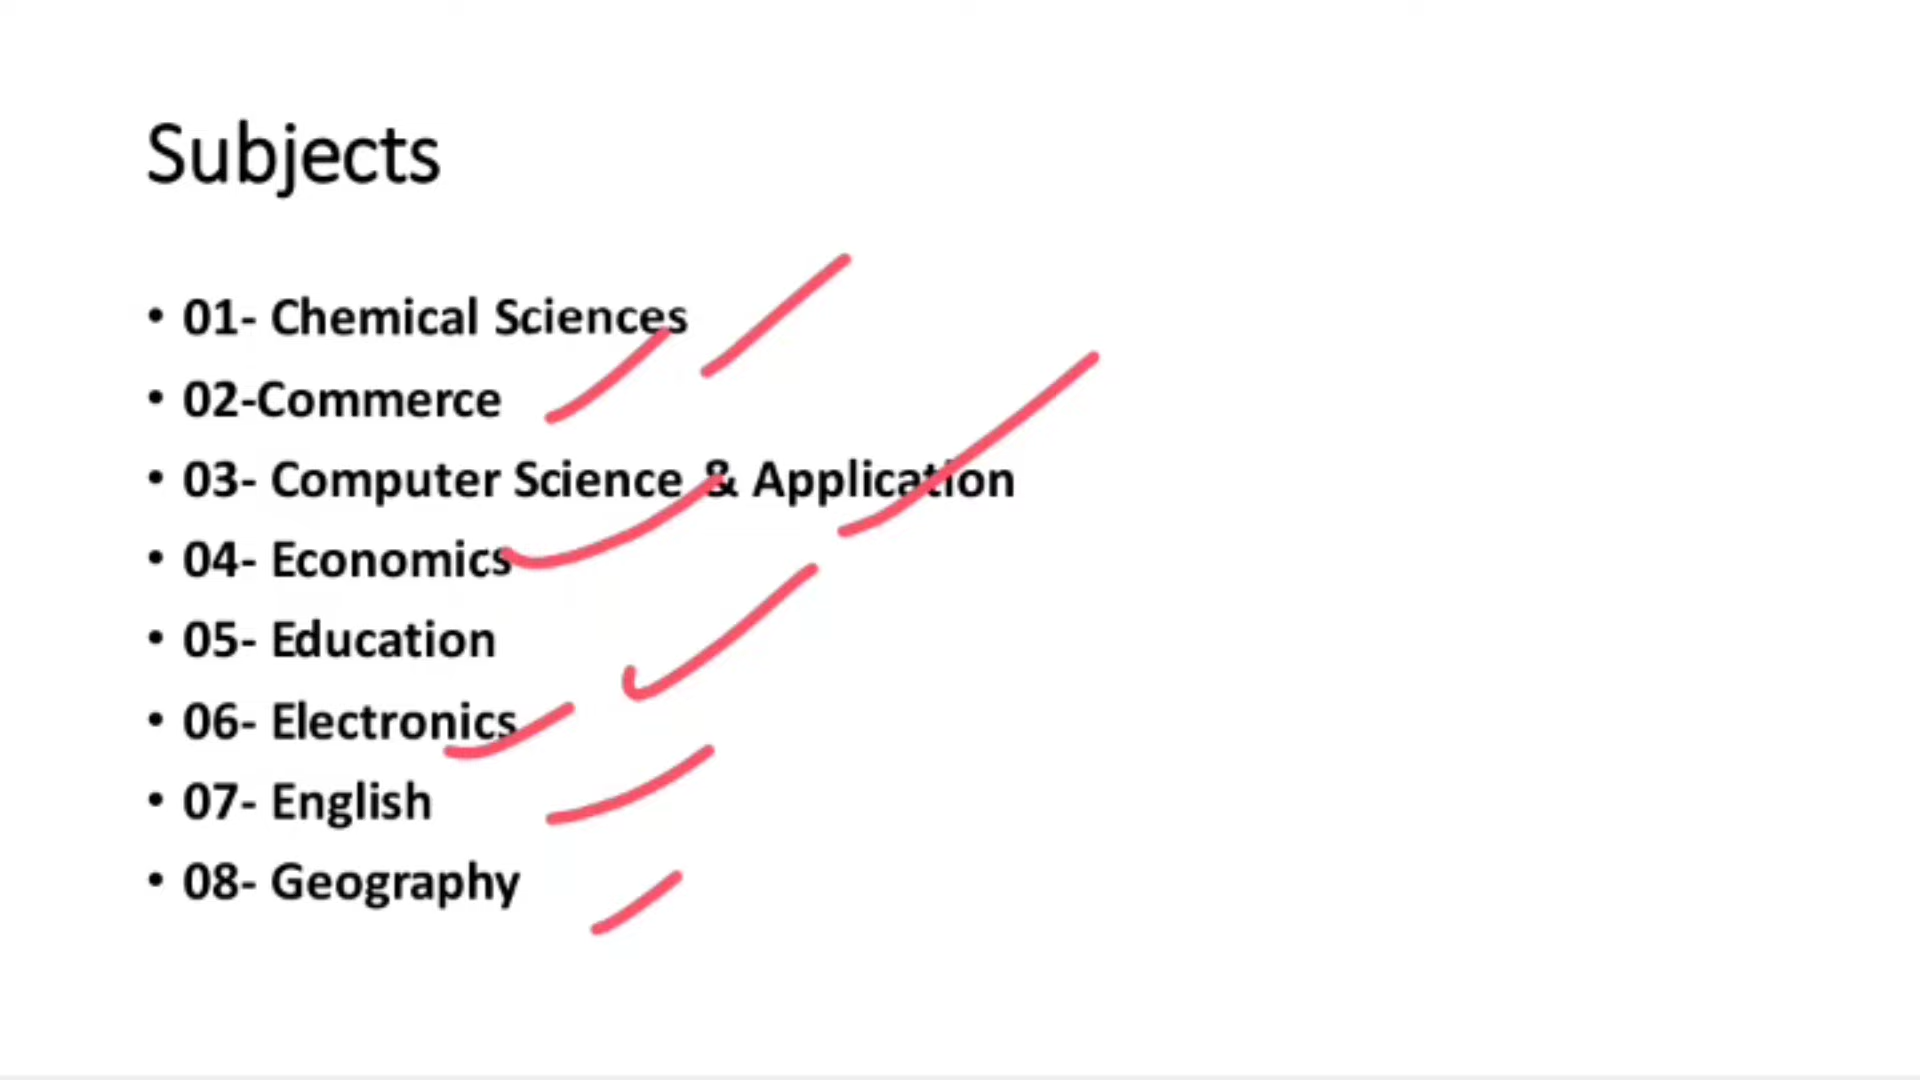 Subjects
• 01- Chemical Sciences
• 02-Commerce
• 03- Computer Science & Application
• 04- Economics
• 05- Education
• 06- Electronics
• 07- English
• 08- Geography